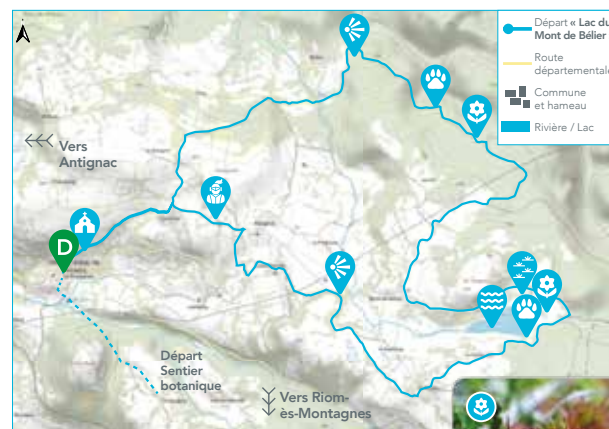 Départ « Lac du
Mont de Bélier
Route
départementale
Commune
et hameau
Rivière / Lac
Vers
Antignac
D
Départ
Sentier
botanique
Vers Riom-
ès-Montagnes